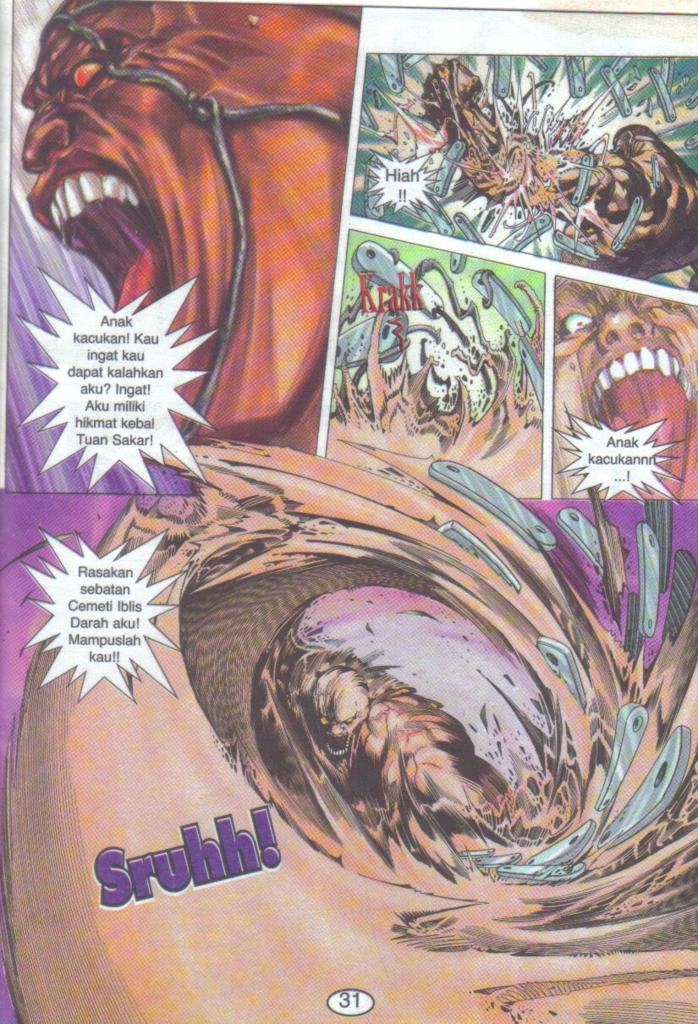 Anak
kacukan! Kau
ingat kau
dapat kalahkan
aku? Ingat!
Aku miliki
hikmat kebal
Tuan Sakar!
Hiah
!!
Krakk
Anak
kacukannn
...!
Rasakan
sebatan
Cemeti Iblis
Darah aku!
Mampuslah
kau!!
Sruhh!
31